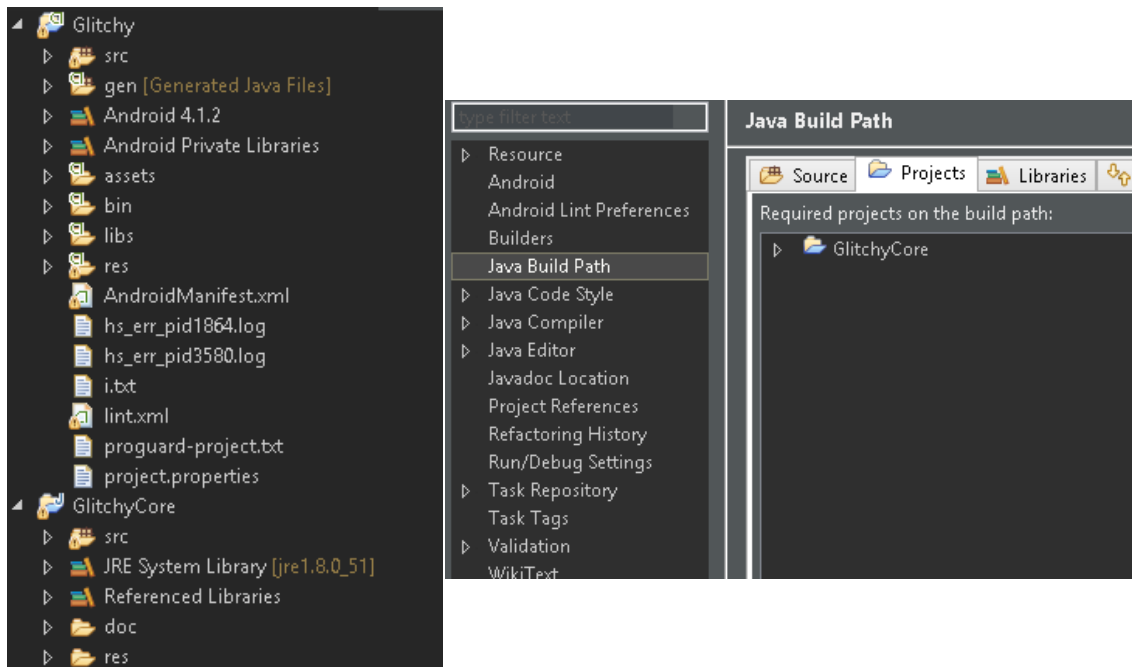 Glitchy
src
gen [Generated Java Files]
Android 4.1.2
Android Private Libraries
assets
bin
libs
res
AndroidManifest.xml
hs_err_pid1864.log
hs_err_pid3580.log
i.txt
lint.xml
proguard-project.txt
project.properties
GlitchyCore
src
JRE System Library [jre1.8.0_51]
Referenced Libraries
doc
res
type filter text
Resource
Android
Android Lint Preferences
Builders
Java Build Path
Java Code Style
Java Compiler
Java Editor
Javadoc Location
Project References
Refactoring History
Run/Debug Settings
Task Repository
Task Tags
Validation
WikiText
Java Build Path
Source Projects Libraries
Required projects on the build path:
GlitchyCore